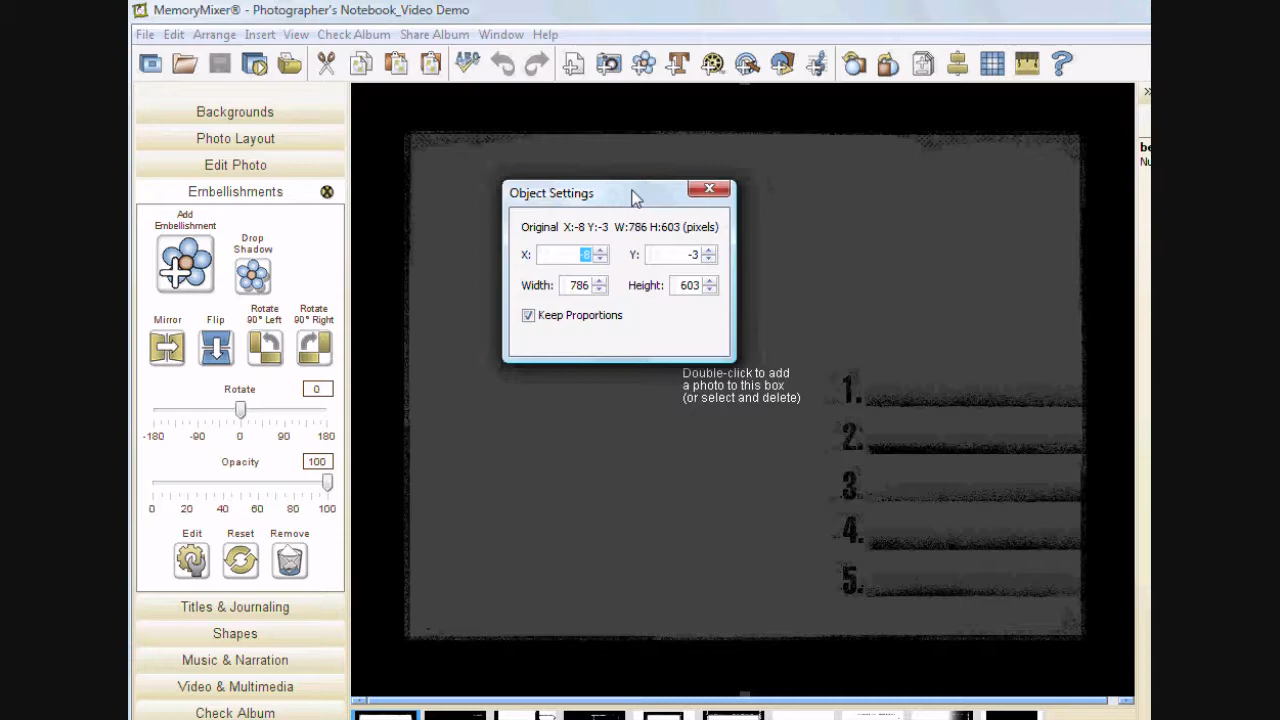 MemoryMixer® - Photographer's Notebook_Video Demo
File Edit Arrange Insert View Check Album Share Album Window Help
Backgrounds
Photo Layout
Edit Photo
Embellishments
Add
Embellishment
Drop
Shadow
Mirror Flip Rotate
90° Left Rotate
90° Right
Rotate 0
-180 -90 0 90 180
Opacity 100
0 20 40 60 80 100
Edit Reset Remove
Titles & Journaling
Shapes
Music & Narration
Video & Multimedia
Check Album
Object Settings
Original X:-8 Y:-3 W:786 H:603 (pixels)
X: -8 Y: -3
Width: 786 Height: 603
Keep Proportions
Double-click to add
a photo to this box
(or select and delete)
1.
2.
3.
4.
5.
be
Nu